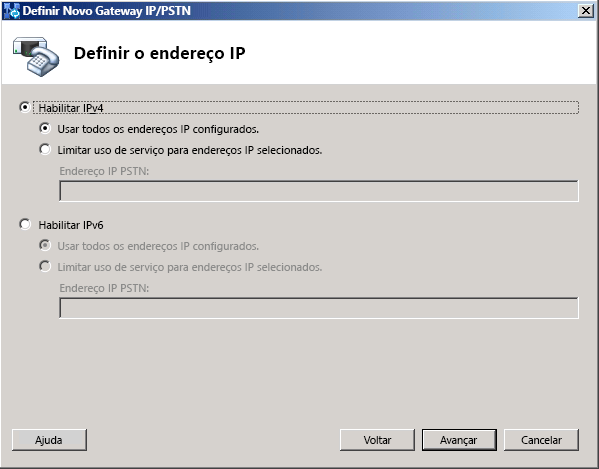 Definir Novo Gateway IP/PSTN
Definir o endereço IP
Habilitar IPv4
Usar todos os endereços IP configurados.
Limitar uso de serviço para endereços IP selecionados.
Endereço IP PSTN:
Habilitar IPv6
Usar todos os endereços IP configurados.
Limitar uso de serviço para endereços IP selecionados.
Endereço IP PSTN:
Ajuda
Voltar
Avançar
Cancelar